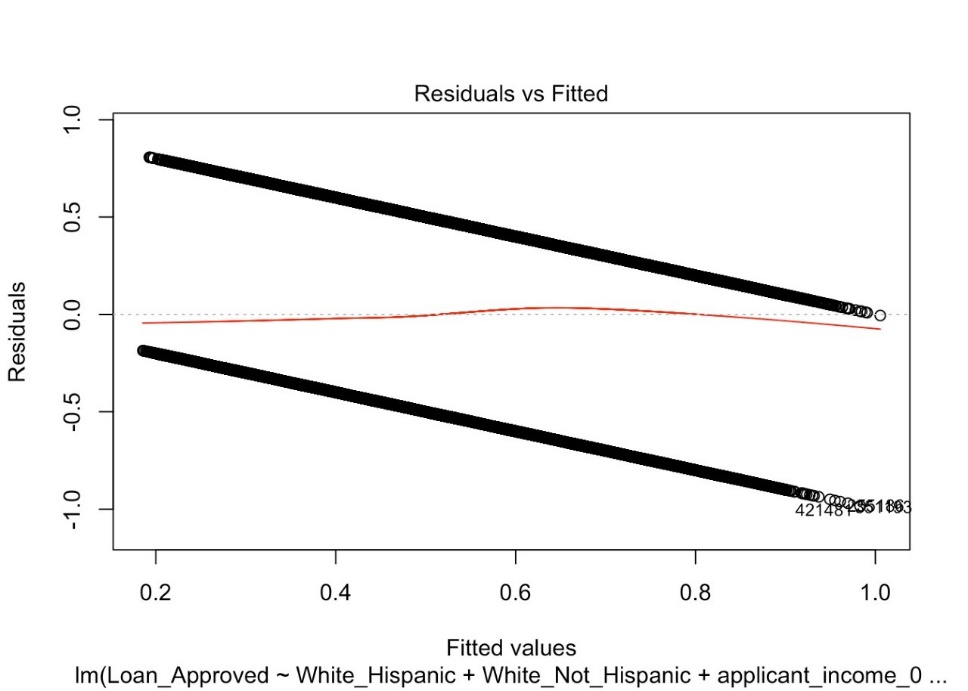 Residuals vs Fitted
Residuals
1.0
0.5
0.0
-0.5
-1.0
0.2
0.4
0.6
0.8
1.0
Fitted values
lm(Loan_Approved ~ White_Hispanic + White_Not_Hispanic + applicant_income_0 ...